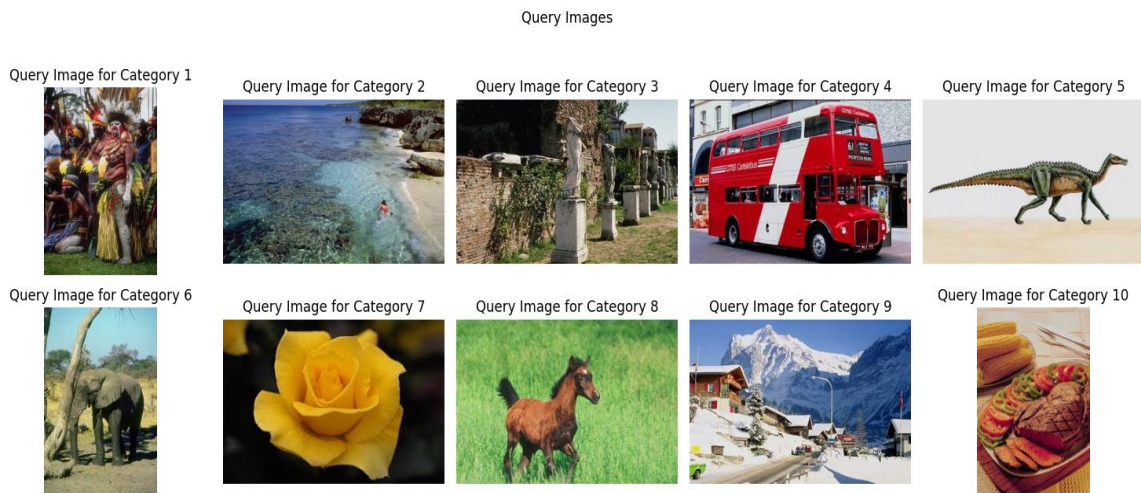 Query Images
Query Image for Category 1
Query Image for Category 2
Query Image for Category 3
Query Image for Category 4
Query Image for Category 5
61
Query Image for Category 6
Query Image for Category 7
Query Image for Category 8
Query Image for Category 9
Query Image for Category 10